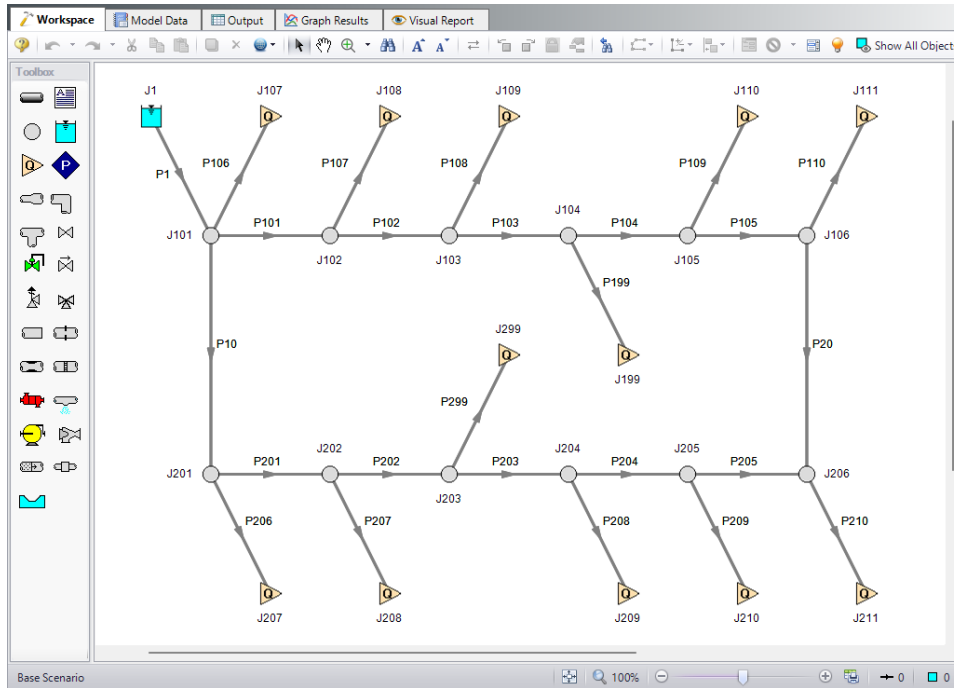 Workspace Model Data Output Graph Results Visual Report
A A Show All Object
Toolbox
A
Q P
J1 J107 J108 J109 J110 J111
Q Q Q Q Q
P1 P106 P107 P108 P109 P110
J104
P101 P102 P103 P104 P105
J101 J106
J102 J103 J105
P199
J299
P10 Q Q P20
J199
P299
J202 J204 J205
P201 P202 P203 P204 P205
J201 J206
J203
P206 P207 P208 P209 P210
Q Q Q Q Q
J207 J208 J209 J210 J211
Base Scenario 100% 0 0